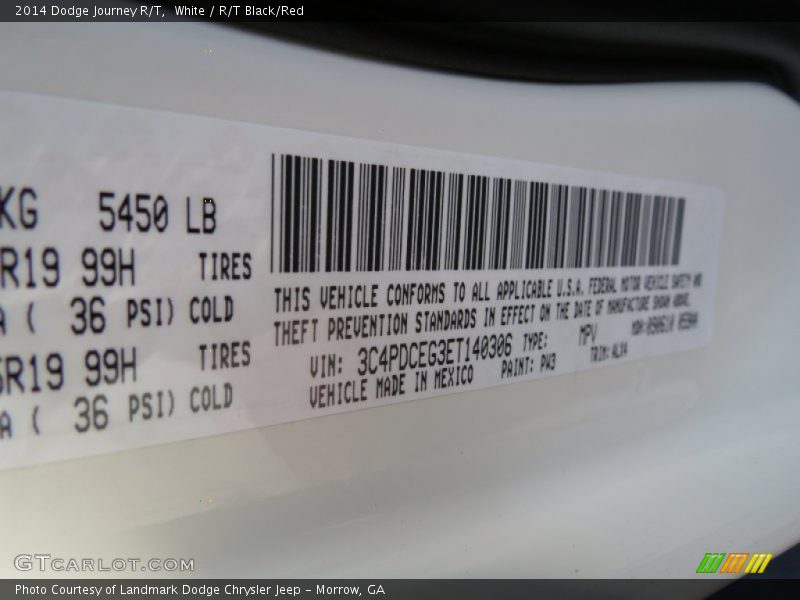 2014 Dodge Journey R/T, White / R/T Black/Red
KG 5450 LB
R19 99H TIRES
A ( 36 PSI) COLD
5R19 99H TIRES
A ( 36 PSI) COLD
THIS VEHICLE CONFORMS TO ALL APPLICABLE U.S.A. FEDERAL MOTOR VEHICLE SAFETY AND
THEFT PREVENTION STANDARDS IN EFFECT ON THE DATE OF MANUFACTURE SHOWN ABOVE.
VIN: 3C4PDCEG3ET140306 TYPE: MPV
VEHICLE MADE IN MEXICO PAINT: PW3 TRIM:
MDH:
GTCARLOT.COM
Photo Courtesy of Landmark Dodge Chrysler Jeep – Morrow, GA